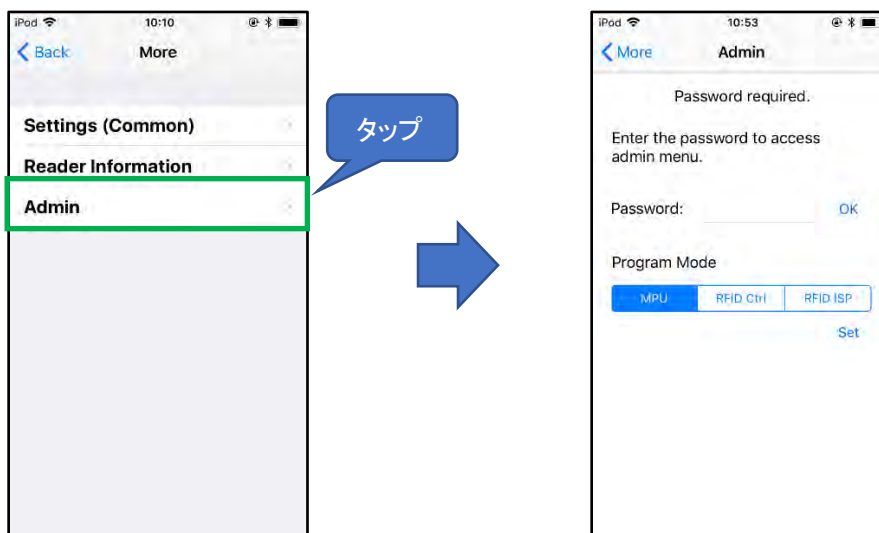 iPod 10:10
Back More
Settings (Common)
Reader Information
Admin
タップ
iPod 10:53
More Admin
Password required.
Enter the password to access
admin menu.
Password: OK
Program Mode
MPU RFID Ctrl RFID ISP
Set